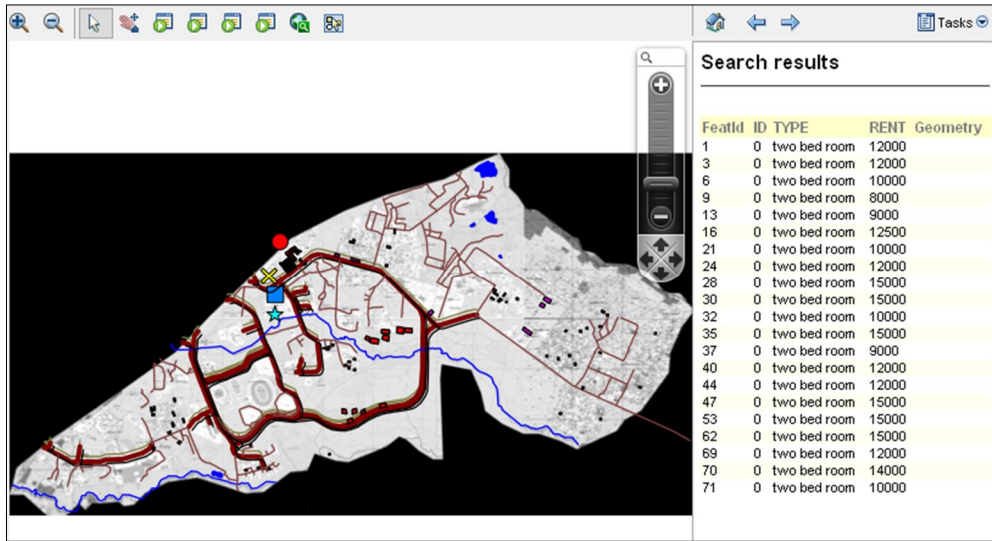 Tasks
Search results
FeatId ID TYPE RENT Geometry
1 0 two bed room 12000
3 0 two bed room 12000
6 0 two bed room 10000
9 0 two bed room 8000
13 0 two bed room 9000
16 0 two bed room 12500
21 0 two bed room 10000
24 0 two bed room 12000
28 0 two bed room 15000
30 0 two bed room 15000
32 0 two bed room 10000
35 0 two bed room 15000
37 0 two bed room 9000
40 0 two bed room 12000
44 0 two bed room 12000
47 0 two bed room 15000
53 0 two bed room 15000
62 0 two bed room 15000
69 0 two bed room 12000
70 0 two bed room 14000
71 0 two bed room 10000